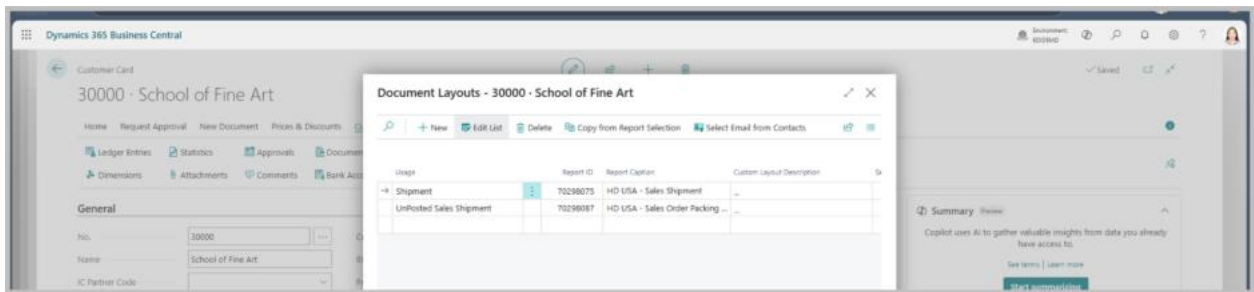 Dynamics 365 Business Central
Environment:
?
Customer Card
Saved
30000 · School of Fine Art
Document Layouts - 30000 · School of Fine Art
Home Request Approval New Document Prices & Discounts
+ New Edit List Delete Copy from Report Selection Select Email from Contacts
Ledger Entries Statistics Approvals Documen
Dimensions Attachments Comments Bank Acc
Usage Report ID Report Caption Custom Layout Description Se
→ Shipment 70298075 HD USA - Sales Shipment ...
UnPosted Sales Shipment 70298087 HD USA - Sales Order Packing ... ...
General
No. 30000 ...
Name School of Fine Art
IC Partner Code
Summary Preview
Copilot uses AI to gather valuable insights from data you already
have access to.
See terms | Learn more
Start summarizing